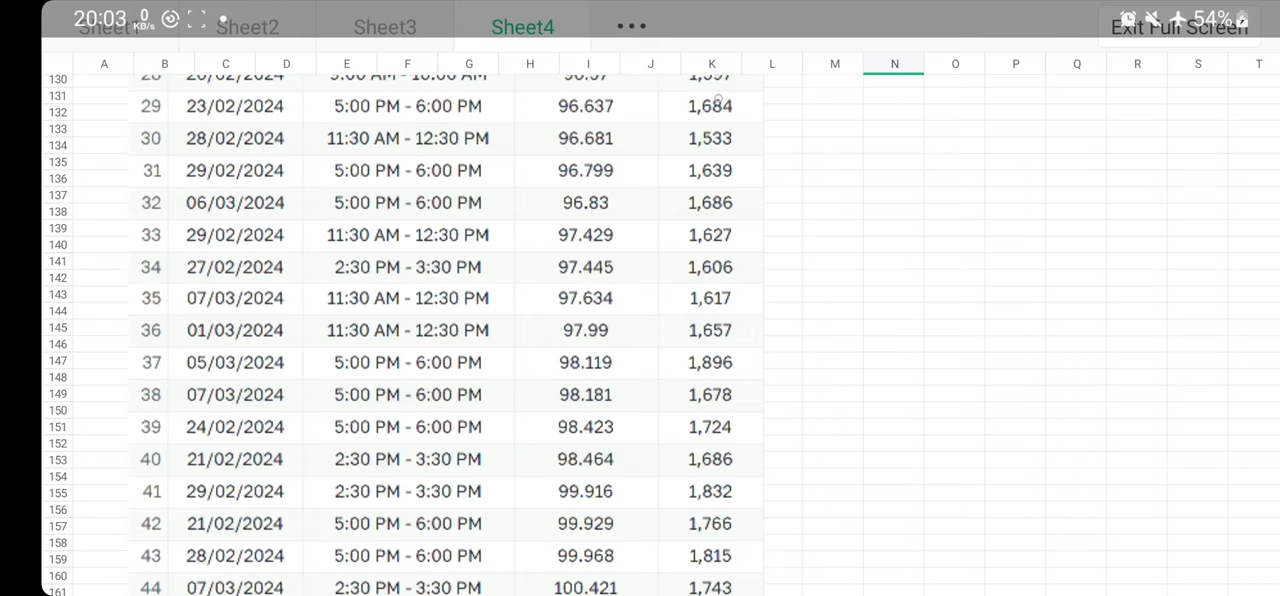 20:03 0 KB/s 54%
Sheet1 Sheet2 Sheet3 Sheet4 ••• Exit Full Screen
A B C D E F G H I J K L M N O P Q R S T
130
131 29 23/02/2024 5:00 PM - 6:00 PM 96.637 1,684
132
133 30 28/02/2024 11:30 AM - 12:30 PM 96.681 1,533
134
135 31 29/02/2024 5:00 PM - 6:00 PM 96.799 1,639
136
137 32 06/03/2024 5:00 PM - 6:00 PM 96.83 1,686
138
139 33 29/02/2024 11:30 AM - 12:30 PM 97.429 1,627
140
141 34 27/02/2024 2:30 PM - 3:30 PM 97.445 1,606
142
143 35 07/03/2024 11:30 AM - 12:30 PM 97.634 1,617
144
145 36 01/03/2024 11:30 AM - 12:30 PM 97.99 1,657
146
147 37 05/03/2024 5:00 PM - 6:00 PM 98.119 1,896
148
149 38 07/03/2024 5:00 PM - 6:00 PM 98.181 1,678
150
151 39 24/02/2024 5:00 PM - 6:00 PM 98.423 1,724
152
153 40 21/02/2024 2:30 PM - 3:30 PM 98.464 1,686
154
155 41 29/02/2024 2:30 PM - 3:30 PM 99.916 1,832
156
157 42 21/02/2024 5:00 PM - 6:00 PM 99.929 1,766
158
159 43 28/02/2024 5:00 PM - 6:00 PM 99.968 1,815
160
161 44 07/03/2024 2:30 PM - 3:30 PM 100.421 1,743